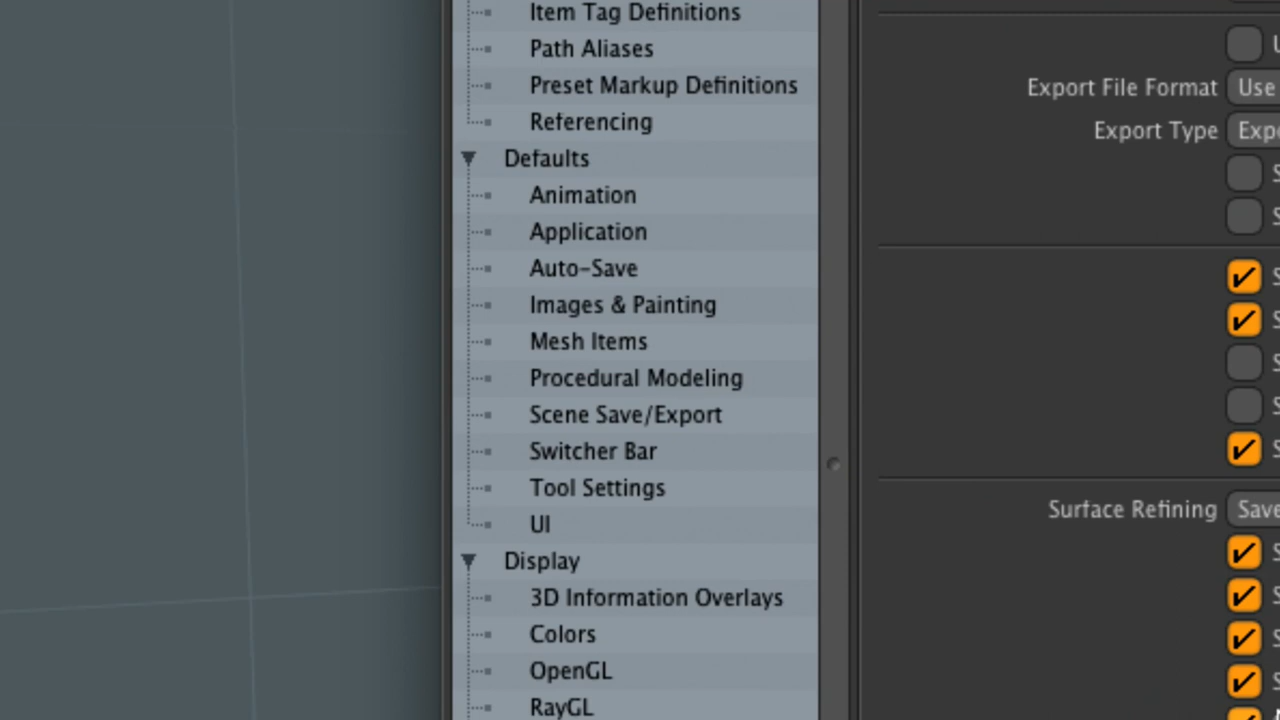 Item Tag Definitions
Path Aliases
Preset Markup Definitions
Referencing
Defaults
Animation
Application
Auto-Save
Images & Painting
Mesh Items
Procedural Modeling
Scene Save/Export
Switcher Bar
Tool Settings
UI
Display
3D Information Overlays
Colors
OpenGL
RayGL
Export File Format Use
Export Type
Surface Refining Save